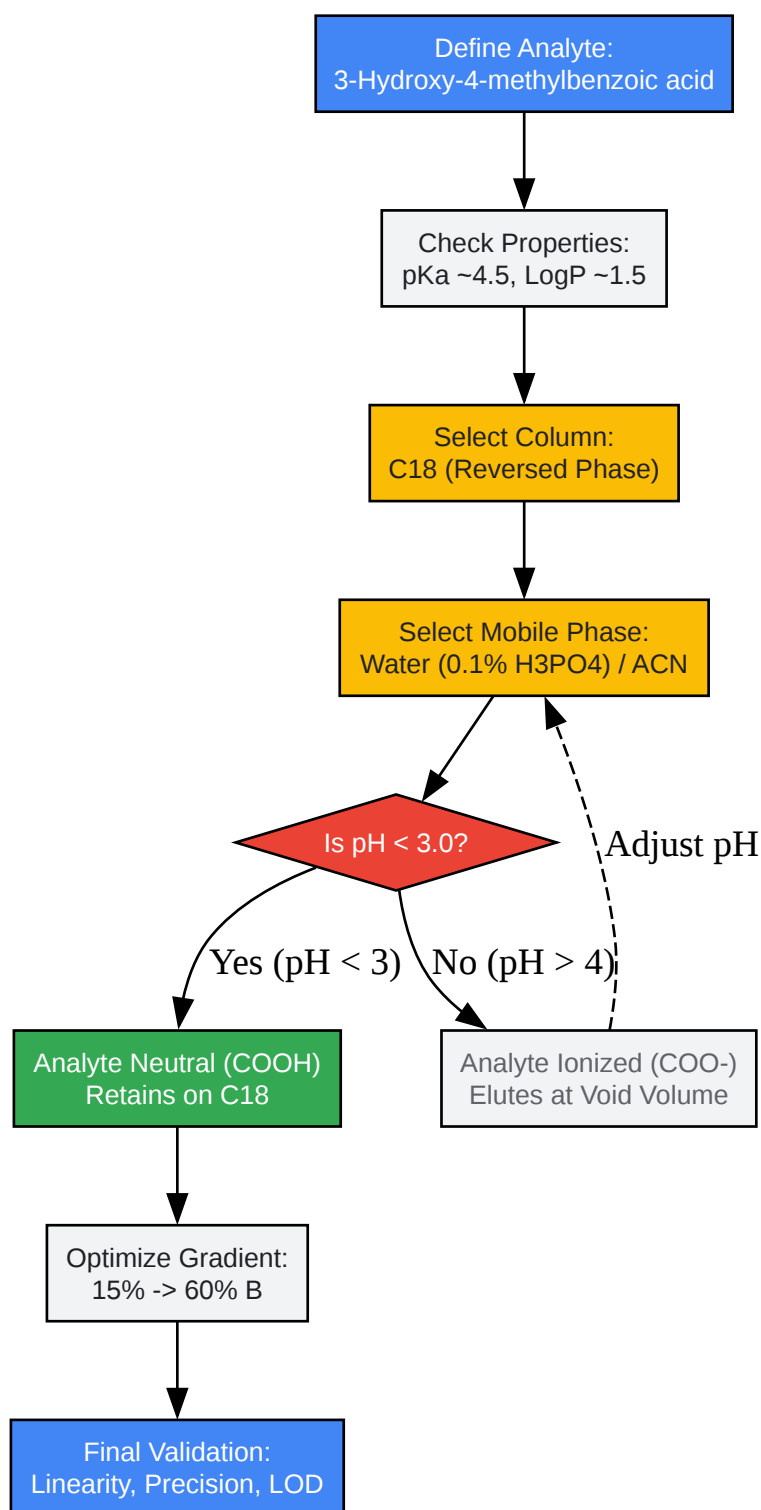 Define Analyte:
3-Hydroxy-4-methylbenzoic acid
Check Properties:
pKa ~4.5, LogP ~1.5
Select Column:
C18 (Reversed Phase)
Select Mobile Phase:
Water (0.1% H3PO4) / ACN
Is pH < 3.0?
Adjust pH
Yes (pH < 3)
No (pH > 4)
Analyte Neutral (COOH)
Retains on C18
Analyte Ionized (COO-)
Elutes at Void Volume
Optimize Gradient:
15% -> 60% B
Final Validation:
Linearity, Precision, LOD